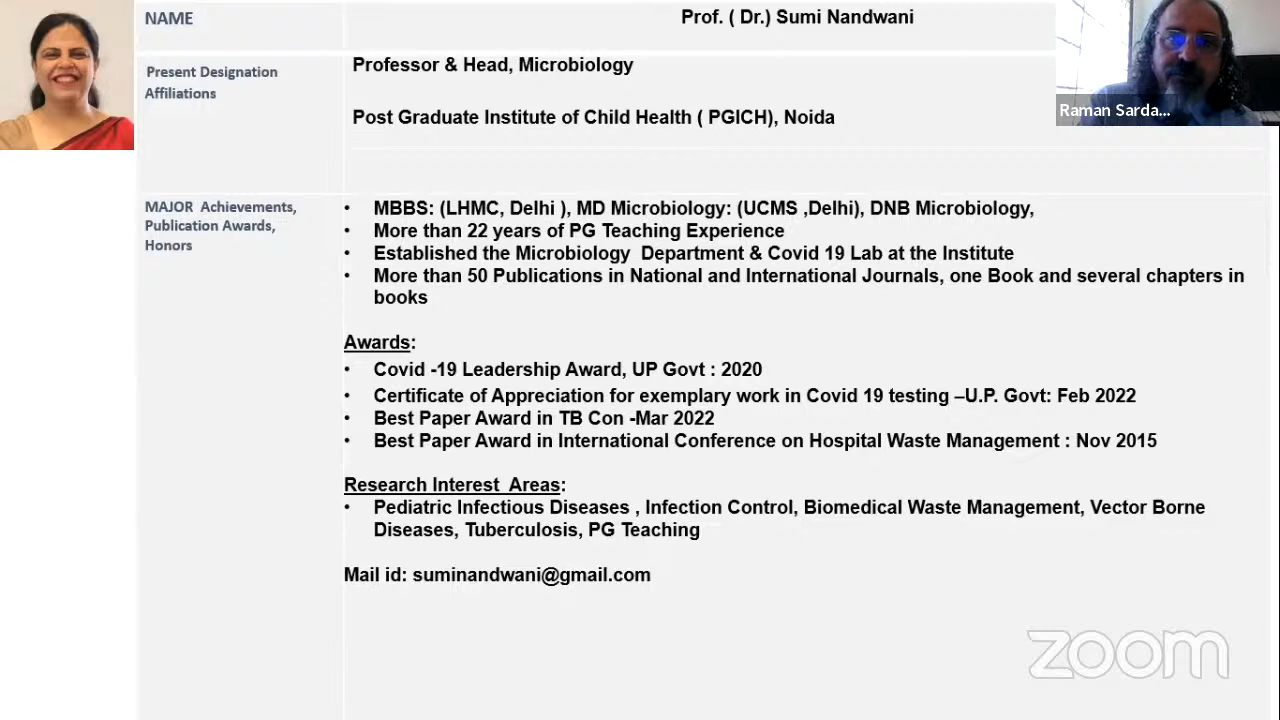 NAME
Prof. ( Dr.) Sumi Nandwani
Present Designation
Affiliations
Professor & Head, Microbiology
Post Graduate Institute of Child Health ( PGICH), Noida
Raman Sarda...
MAJOR Achievements,
Publication Awards,
Honors
• MBBS: (LHMC, Delhi ), MD Microbiology: (UCMS ,Delhi), DNB Microbiology,
• More than 22 years of PG Teaching Experience
• Established the Microbiology Department & Covid 19 Lab at the Institute
• More than 50 Publications in National and International Journals, one Book and several chapters in
books
Awards:
• Covid -19 Leadership Award, UP Govt : 2020
• Certificate of Appreciation for exemplary work in Covid 19 testing –U.P. Govt: Feb 2022
• Best Paper Award in TB Con -Mar 2022
• Best Paper Award in International Conference on Hospital Waste Management : Nov 2015
Research Interest Areas:
• Pediatric Infectious Diseases , Infection Control, Biomedical Waste Management, Vector Borne
Diseases, Tuberculosis, PG Teaching
Mail id: suminandwani@gmail.com
zoom